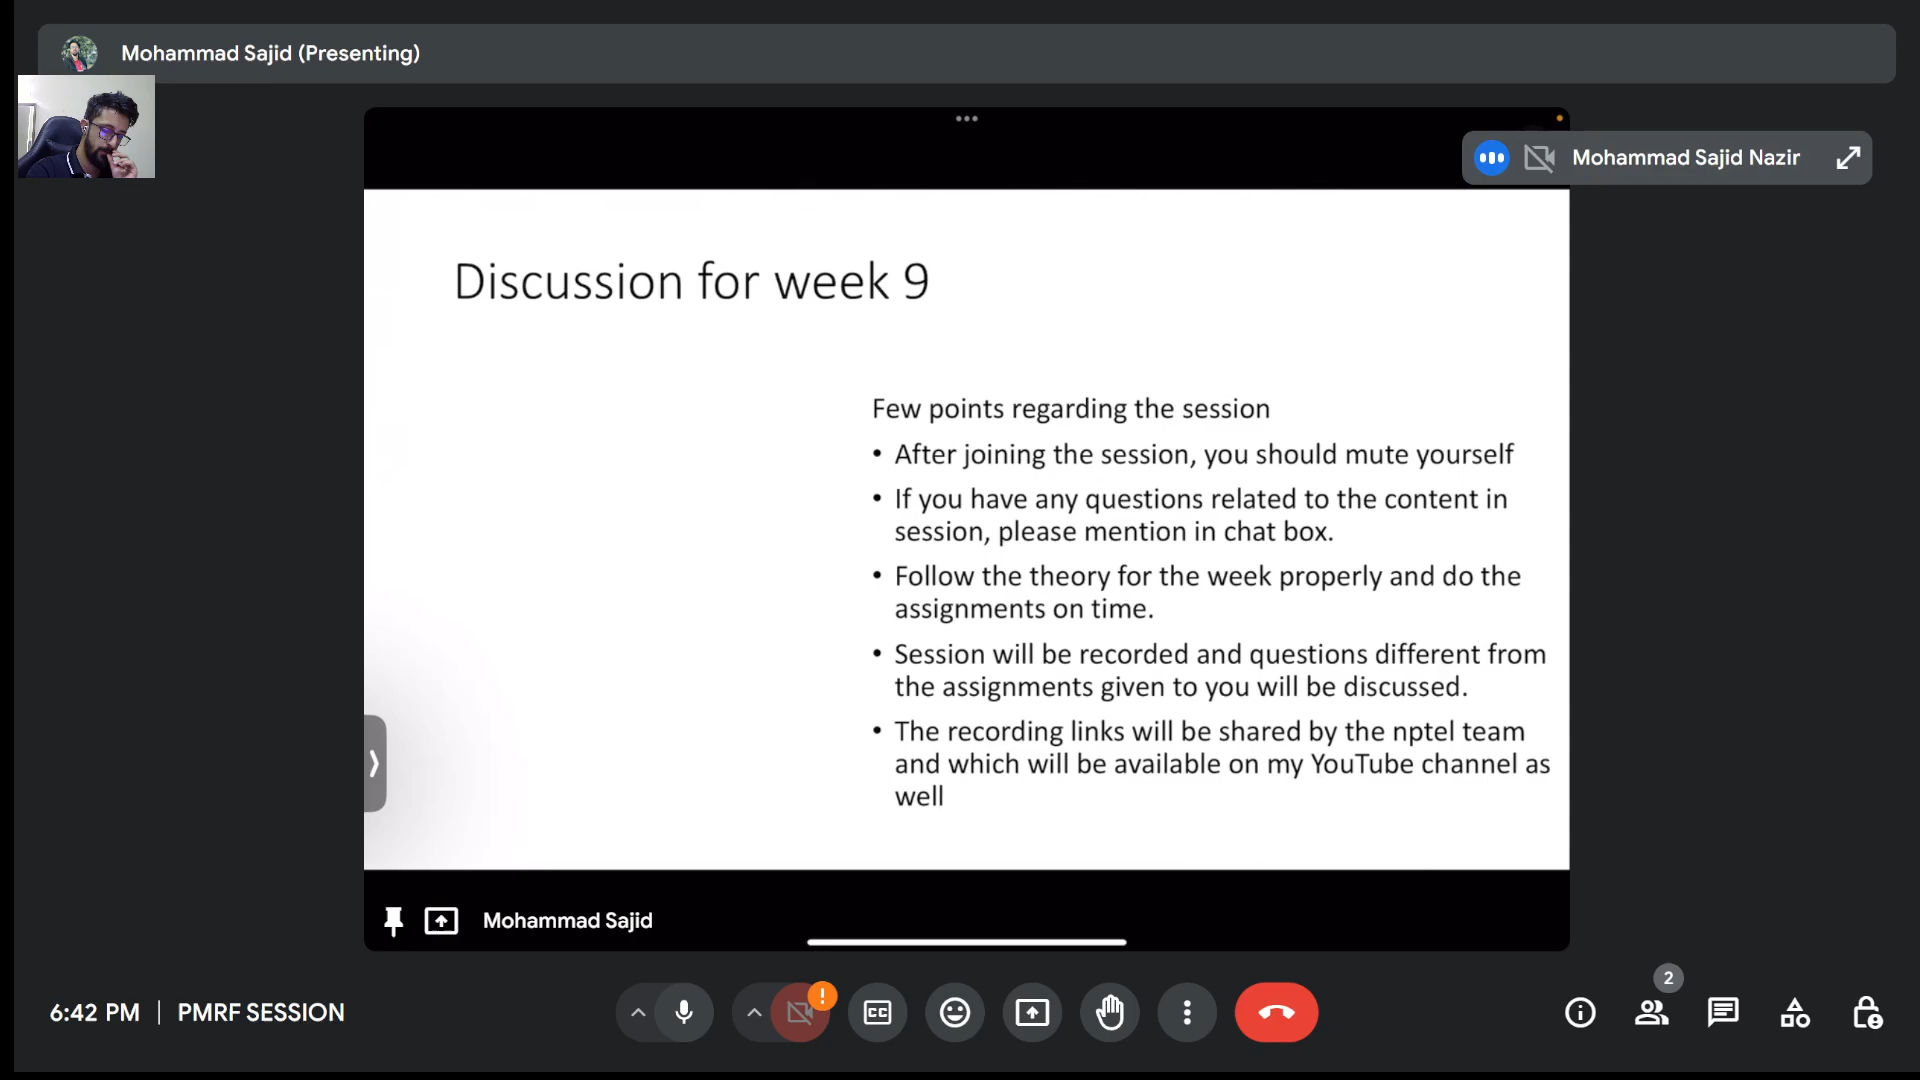 Mohammad Sajid (Presenting)
Mohammad Sajid Nazir
Discussion for week 9
Few points regarding the session
• After joining the session, you should mute yourself
• If you have any questions related to the content in
session, please mention in chat box.
• Follow the theory for the week properly and do the
assignments on time.
• Session will be recorded and questions different from
the assignments given to you will be discussed.
• The recording links will be shared by the nptel team
and which will be available on my YouTube channel as
well
Mohammad Sajid
2
6:42 PM | PMRF SESSION
!
CC